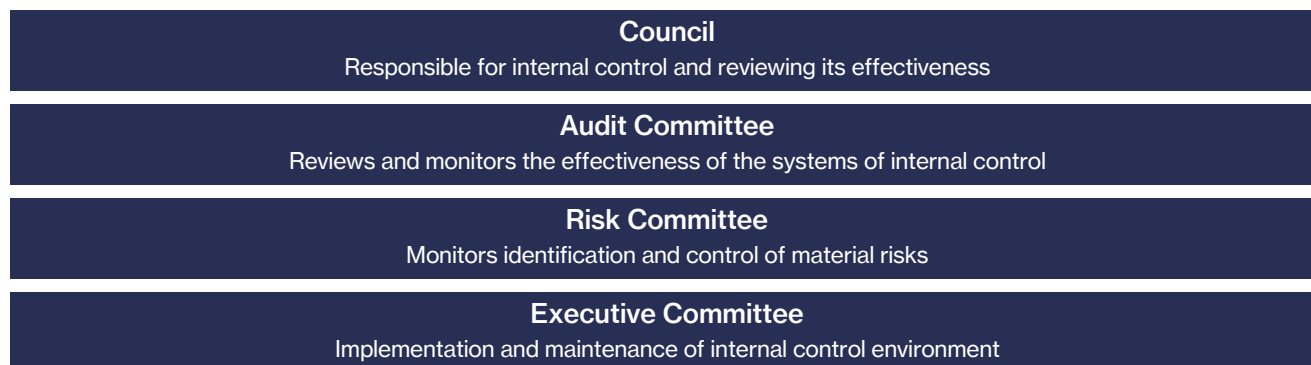 Council
Responsible for internal control and reviewing its effectiveness
Audit Committee
Reviews and monitors the effectiveness of the systems of internal control
Risk Committee
Monitors identification and control of material risks
Executive Committee
Implementation and maintenance of internal control environment